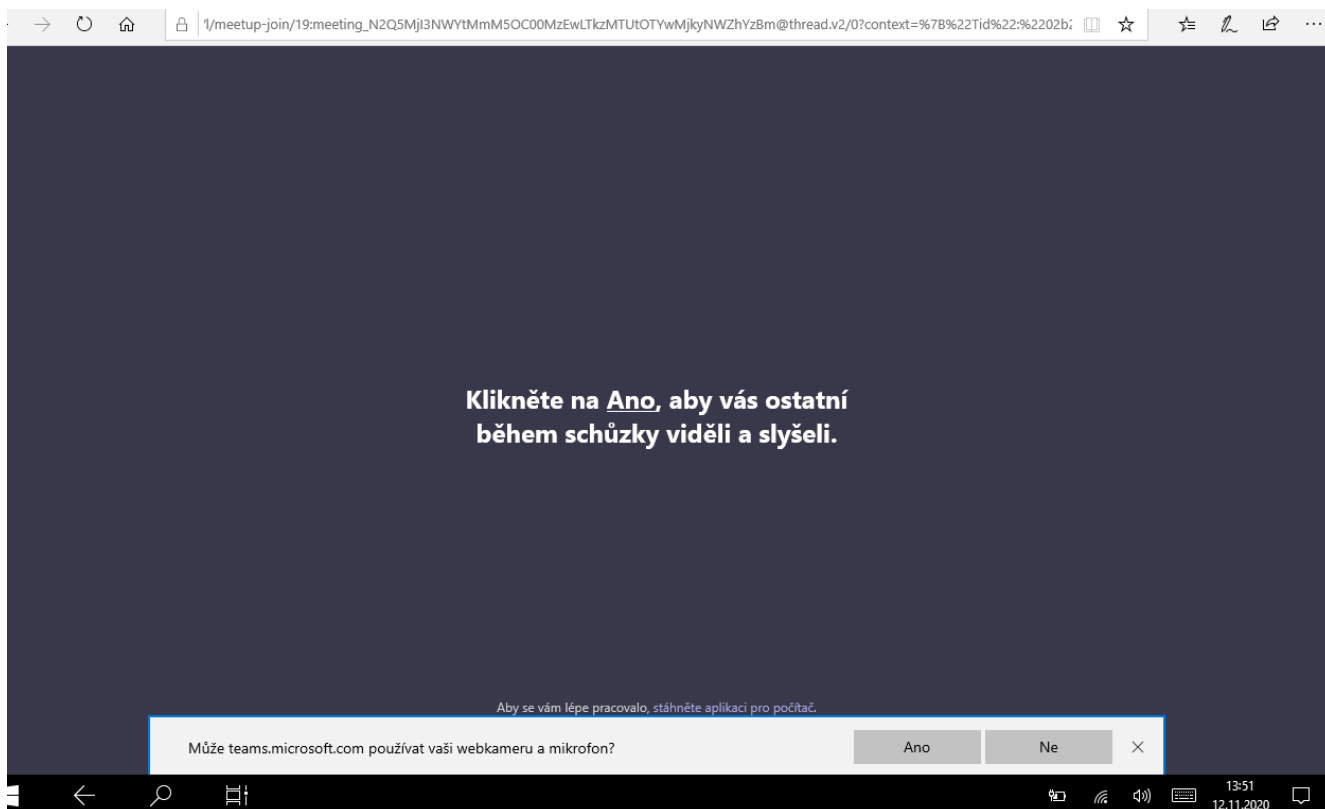 1/meetup-join/19:meeting_N2Q5MjI3NWYtMmM5OC00MzEwLTkzMTUtOTYwMjkyNWZhYzBm@thread.v2/0?context=%7B%22Tid%22:%2202b2
Klikněte na Ano, aby vás ostatní
během schůzky viděli a slyšeli.
Aby se vám lépe pracovalo, stáhněte aplikaci pro počítač.
Může teams.microsoft.com používat vaši webkameru a mikrofon?
Ano
Ne
13:51
12.11.2020